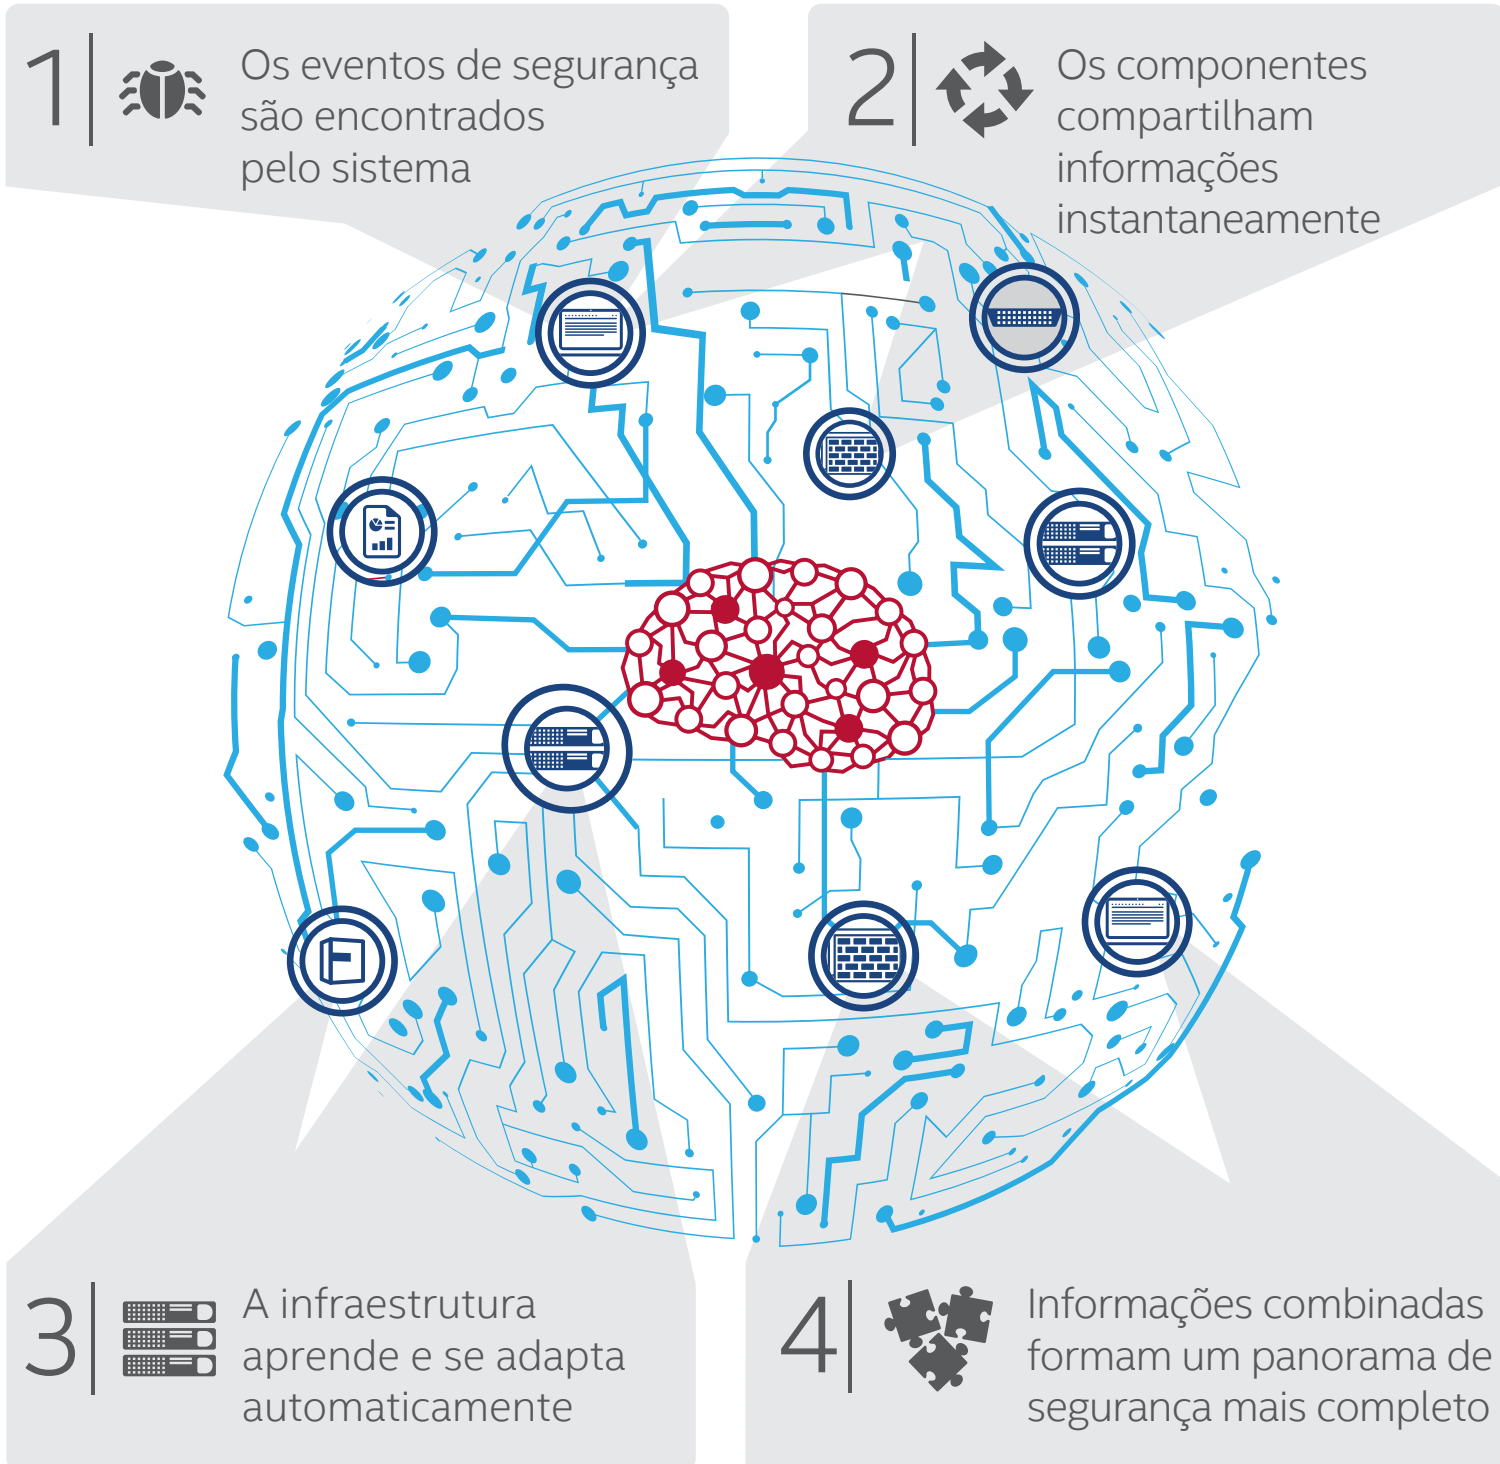 1
Os eventos de segurança
são encontrados
pelo sistema
2
Os componentes
compartilham
informações
instantaneamente
3
A infraestrutura
aprende e se adapta
automaticamente
4
Informações combinadas
formam um panorama de
segurança mais completo